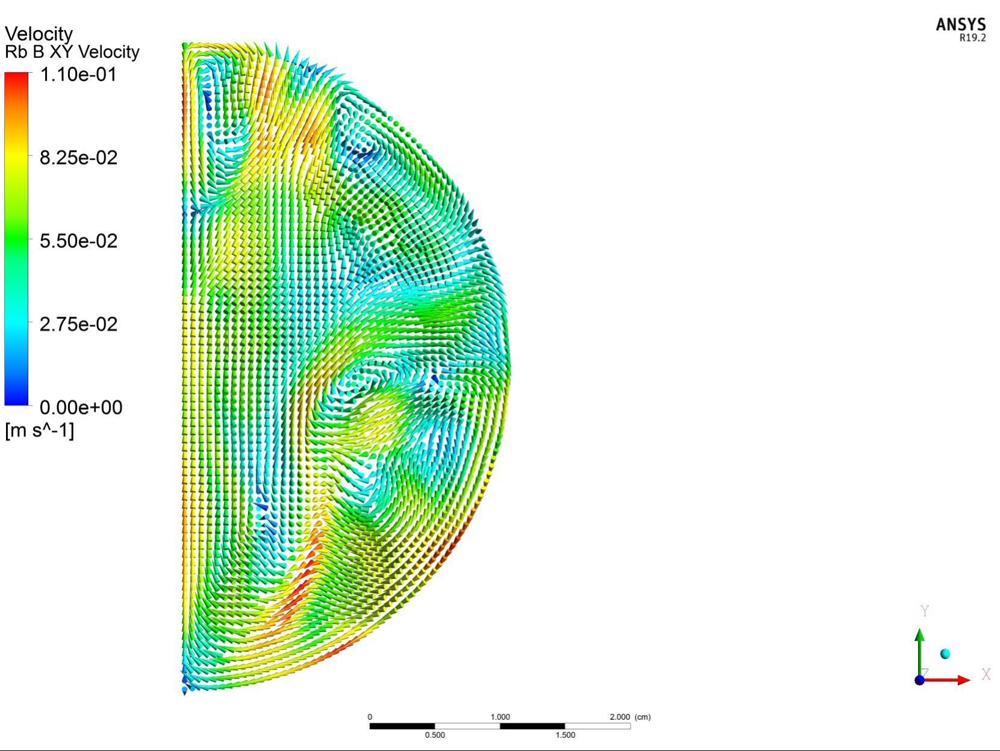 Velocity
Rb B XY Velocity
1.10e-01
8.25e-02
5.50e-02
2.75e-02
0.00e+00
[m s^-1]
ANSYS
R19.2
Y
Z
X
0 1.000 2.000 (cm)
0.500 1.500